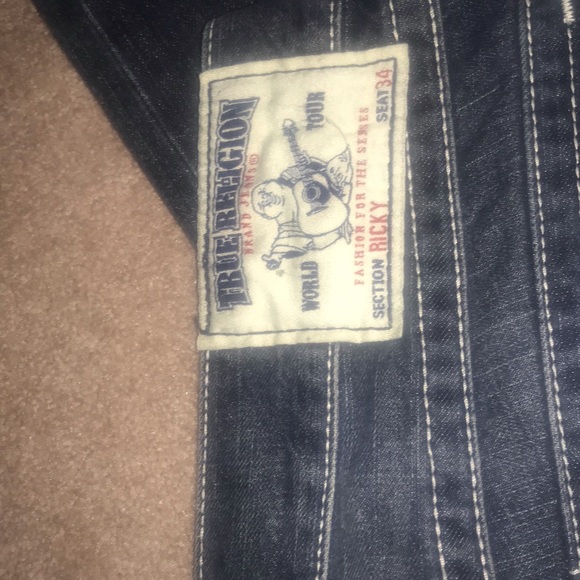 TRUE RELIGION
BRAND JEANS®
WORLD TOUR
FASHION FOR THE SENSES
SECTION RICKY SEAT 34